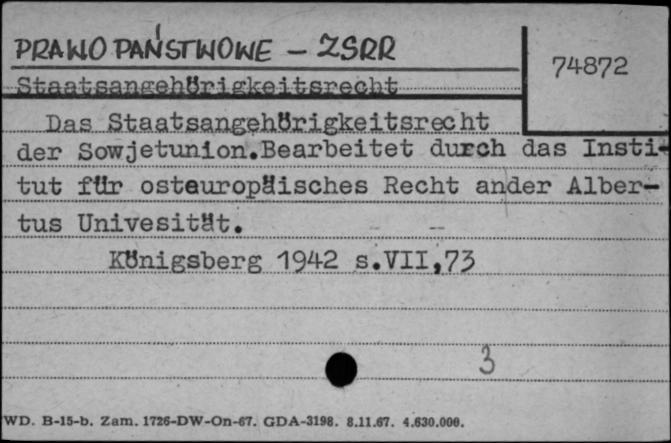 PRAWO PAŃSTWOWE – ZSRR
74872
Staatsangehörigkeitsrecht
Das Staatsangehörigkeitsrecht
der Sowjetunion.Bearbeitet durch das Insti-
tut für osteuropäisches Recht ander Alber-
tus Univesität.
Königsberg 1942 s.VII,73
3
WD. B-15-b. Zam. 1726-DW-On-67. GDA-3198. 8.11.67. 4.630.000.